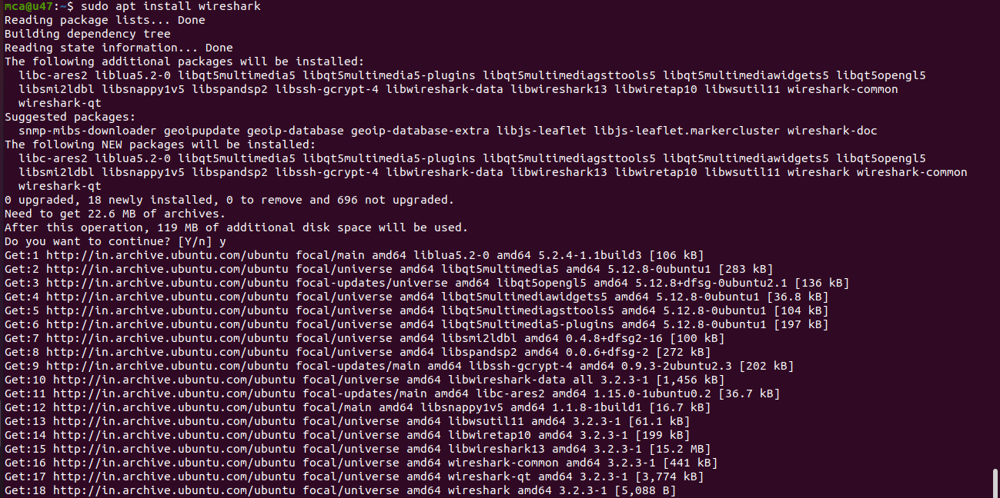 mca@u47:~$ sudo apt install wireshark
Reading package lists... Done
Building dependency tree
Reading state information... Done
The following additional packages will be installed:
  libc-ares2 liblua5.2-0 libqt5multimedia5 libqt5multimedia5-plugins libqt5multimediagsttools5 libqt5multimediawidgets5 libqt5opengl5
  libsmi2ldbl libsnappy1v5 libspandsp2 libssh-gcrypt-4 libwireshark-data libwireshark13 libwiretap10 libwsutil11 wireshark-common
  wireshark-qt
Suggested packages:
  snmp-mibs-downloader geoipupdate geoip-database geoip-database-extra libjs-leaflet libjs-leaflet.markercluster wireshark-doc
The following NEW packages will be installed:
  libc-ares2 liblua5.2-0 libqt5multimedia5 libqt5multimedia5-plugins libqt5multimediagsttools5 libqt5multimediawidgets5 libqt5opengl5
  libsmi2ldbl libsnappy1v5 libspandsp2 libssh-gcrypt-4 libwireshark-data libwireshark13 libwiretap10 libwsutil11 wireshark wireshark-common
  wireshark-qt
0 upgraded, 18 newly installed, 0 to remove and 696 not upgraded.
Need to get 22.6 MB of archives.
After this operation, 119 MB of additional disk space will be used.
Do you want to continue? [Y/n] y
Get:1 http://in.archive.ubuntu.com/ubuntu focal/main amd64 liblua5.2-0 amd64 5.2.4-1.1build3 [106 kB]
Get:2 http://in.archive.ubuntu.com/ubuntu focal/universe amd64 libqt5multimedia5 amd64 5.12.8-0ubuntu1 [283 kB]
Get:3 http://in.archive.ubuntu.com/ubuntu focal-updates/universe amd64 libqt5opengl5 amd64 5.12.8+dfsg-0ubuntu2.1 [136 kB]
Get:4 http://in.archive.ubuntu.com/ubuntu focal/universe amd64 libqt5multimediawidgets5 amd64 5.12.8-0ubuntu1 [36.8 kB]
Get:5 http://in.archive.ubuntu.com/ubuntu focal/universe amd64 libqt5multimediagsttools5 amd64 5.12.8-0ubuntu1 [104 kB]
Get:6 http://in.archive.ubuntu.com/ubuntu focal/universe amd64 libqt5multimedia5-plugins amd64 5.12.8-0ubuntu1 [197 kB]
Get:7 http://in.archive.ubuntu.com/ubuntu focal/universe amd64 libsmi2ldbl amd64 0.4.8+dfsg2-16 [100 kB]
Get:8 http://in.archive.ubuntu.com/ubuntu focal/universe amd64 libspandsp2 amd64 0.0.6+dfsg-2 [272 kB]
Get:9 http://in.archive.ubuntu.com/ubuntu focal-updates/main amd64 libssh-gcrypt-4 amd64 0.9.3-2ubuntu2.3 [202 kB]
Get:10 http://in.archive.ubuntu.com/ubuntu focal/universe amd64 libwireshark-data all 3.2.3-1 [1,456 kB]
Get:11 http://in.archive.ubuntu.com/ubuntu focal-updates/main amd64 libc-ares2 amd64 1.15.0-1ubuntu0.2 [36.7 kB]
Get:12 http://in.archive.ubuntu.com/ubuntu focal/main amd64 libsnappy1v5 amd64 1.1.8-1build1 [16.7 kB]
Get:13 http://in.archive.ubuntu.com/ubuntu focal/universe amd64 libwsutil11 amd64 3.2.3-1 [61.1 kB]
Get:14 http://in.archive.ubuntu.com/ubuntu focal/universe amd64 libwiretap10 amd64 3.2.3-1 [199 kB]
Get:15 http://in.archive.ubuntu.com/ubuntu focal/universe amd64 libwireshark13 amd64 3.2.3-1 [15.2 MB]
Get:16 http://in.archive.ubuntu.com/ubuntu focal/universe amd64 wireshark-common amd64 3.2.3-1 [441 kB]
Get:17 http://in.archive.ubuntu.com/ubuntu focal/universe amd64 wireshark-qt amd64 3.2.3-1 [3,774 kB]
Get:18 http://in.archive.ubuntu.com/ubuntu focal/universe amd64 wireshark amd64 3.2.3-1 [5,088 B]